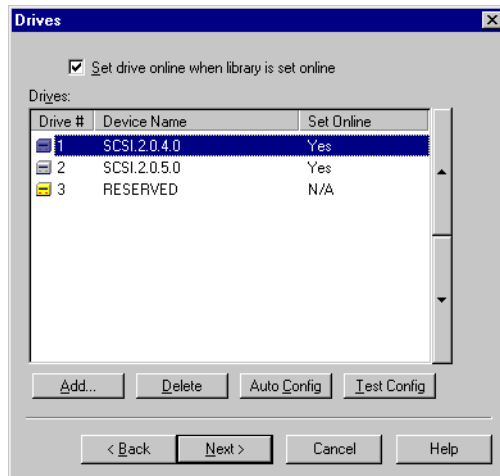 Drives
Set drive online when library is set online
Drives:
Drive # Device Name Set Online
1 SCSI.2.0.4.0 Yes
2 SCSI.2.0.5.0 Yes
3 RESERVED N/A
Add... Delete Auto Config Test Config
< Back Next > Cancel Help